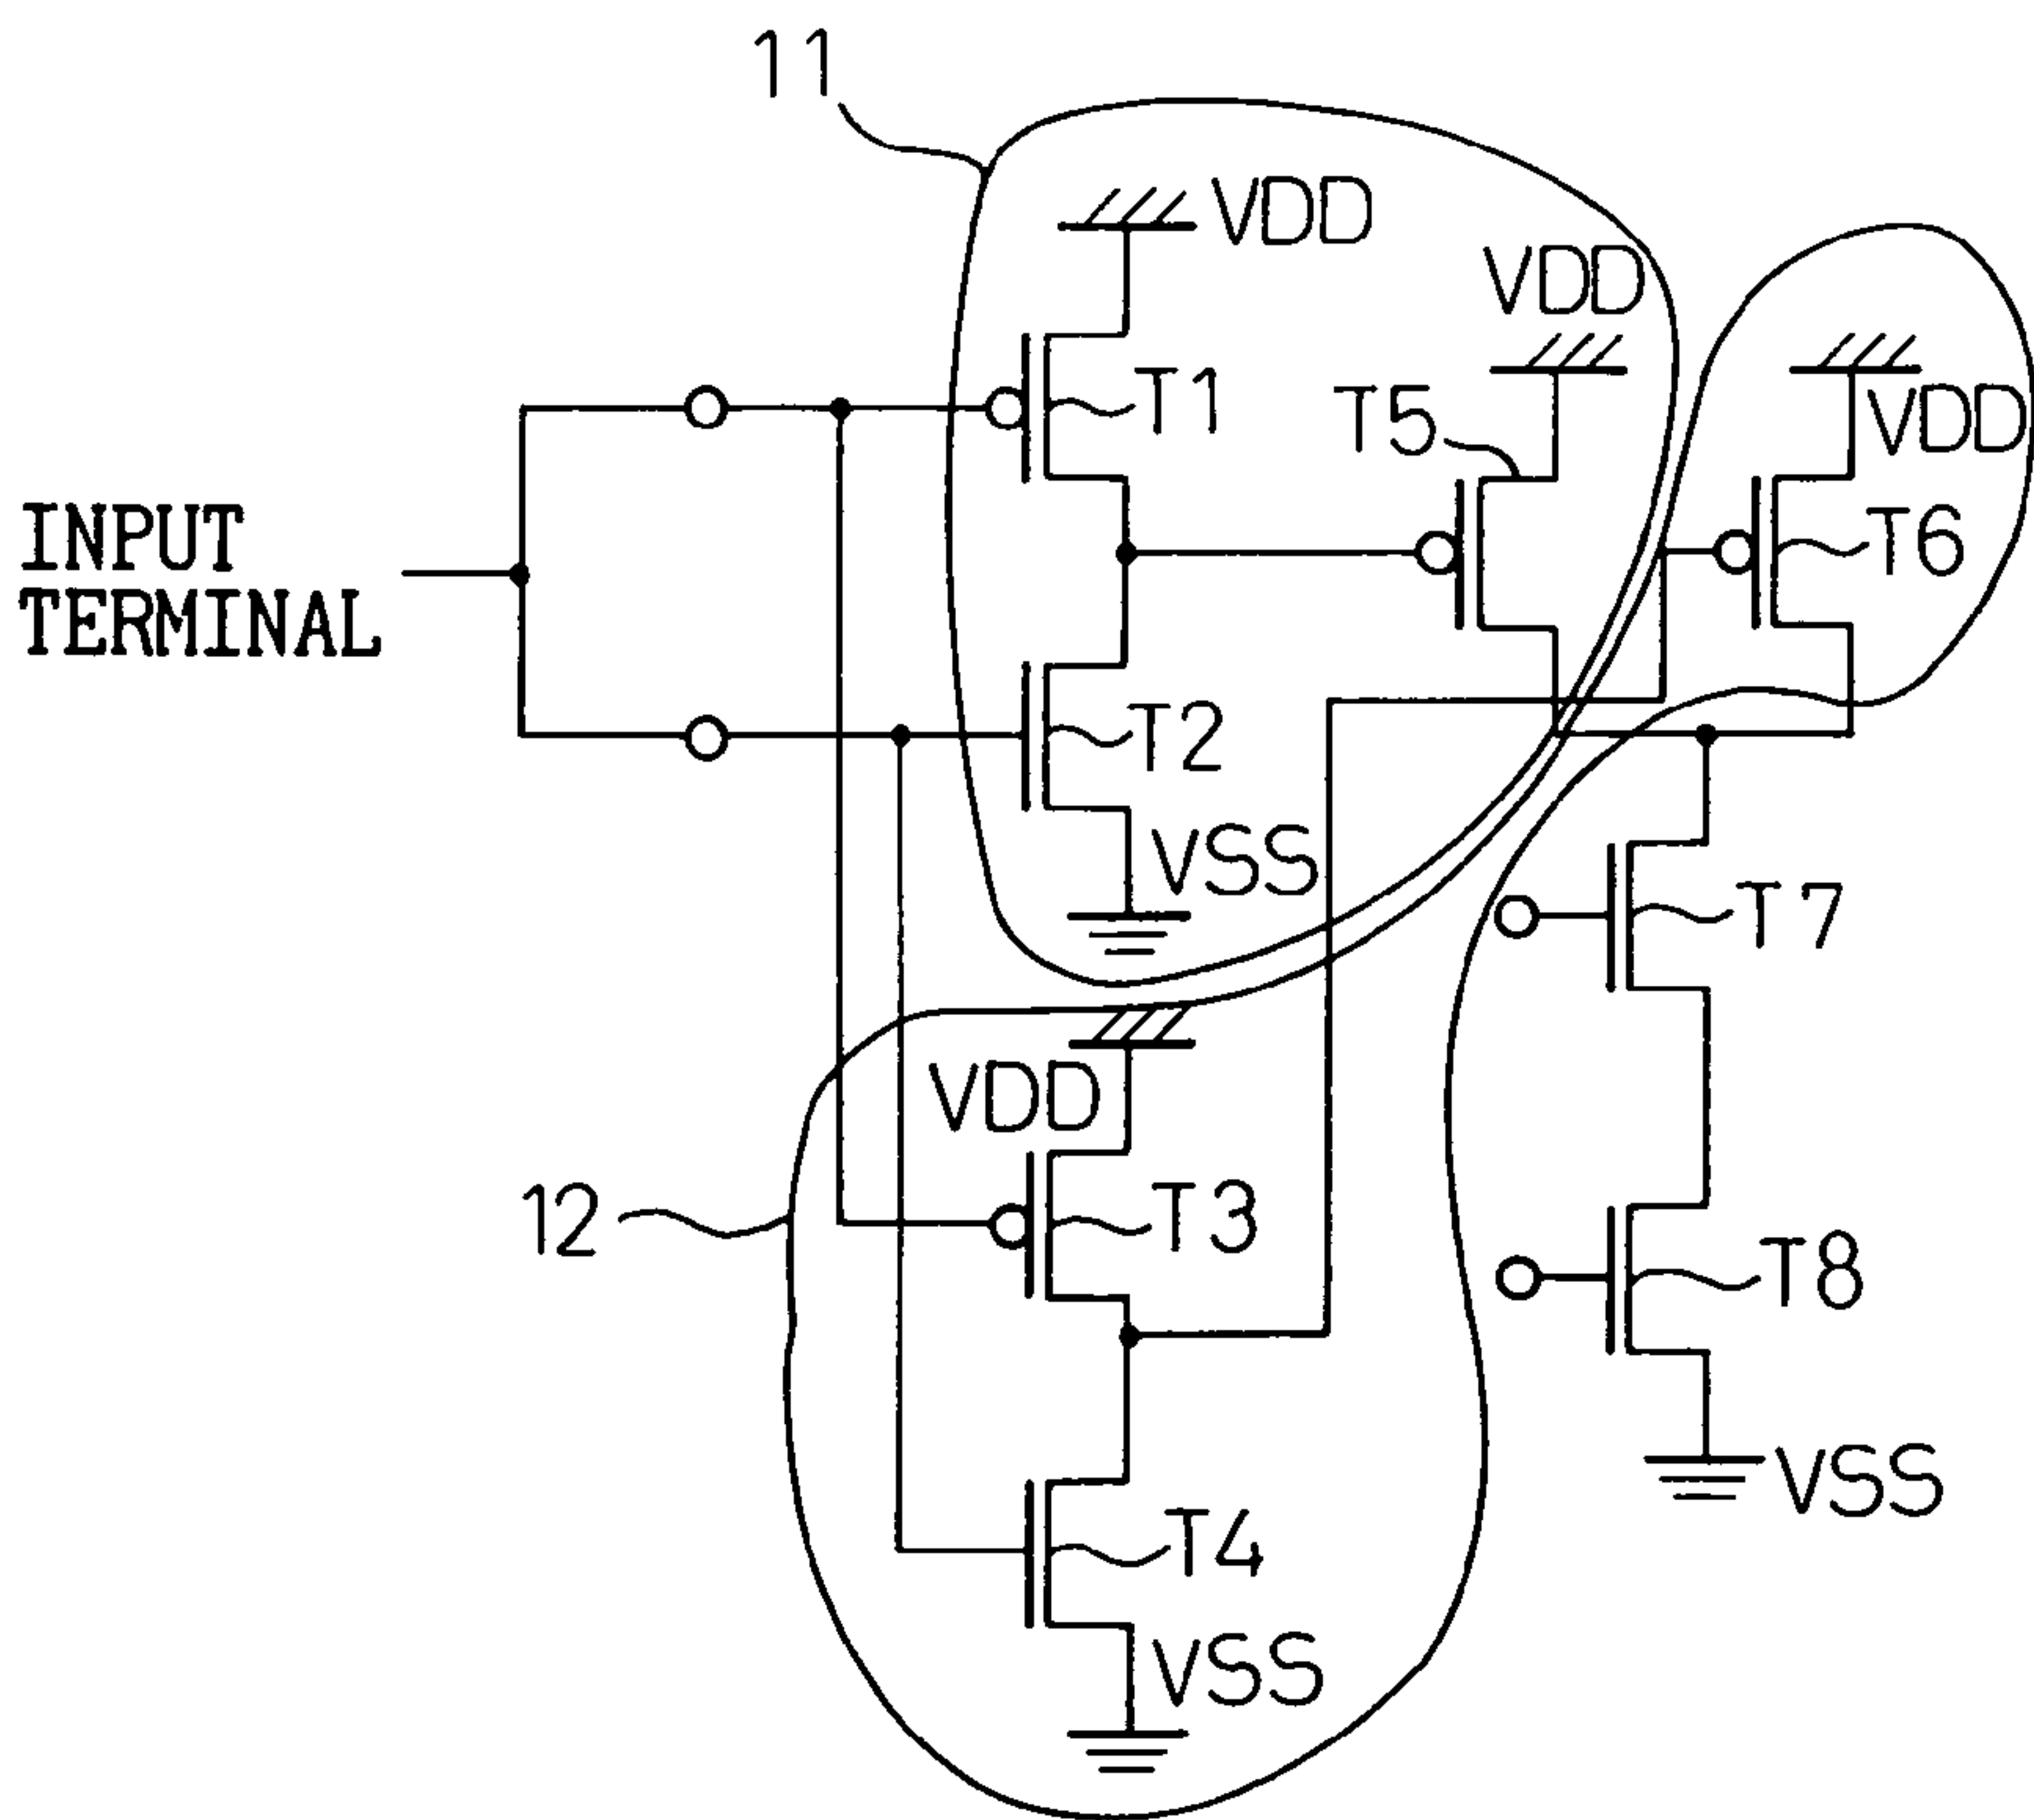 11
VDD
VDD
T1
T5
VDD
INPUT
TERMINAL
T6
T2
VSS
T7
VDD
12
T3
T8
VSS
T4
VSS